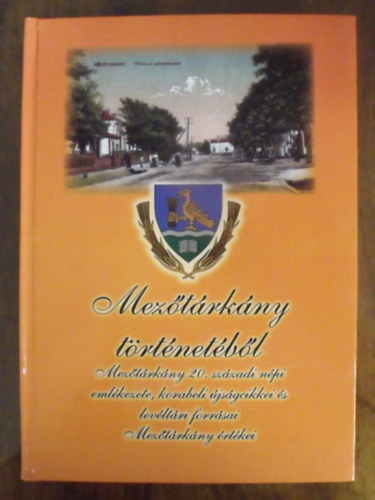 Mezőtárkány
történetéből
Mezőtárkány 20. századi népi
emlékezete, korabeli újságcikkei és
levéltári forrásai
Mezőtárkány értékei